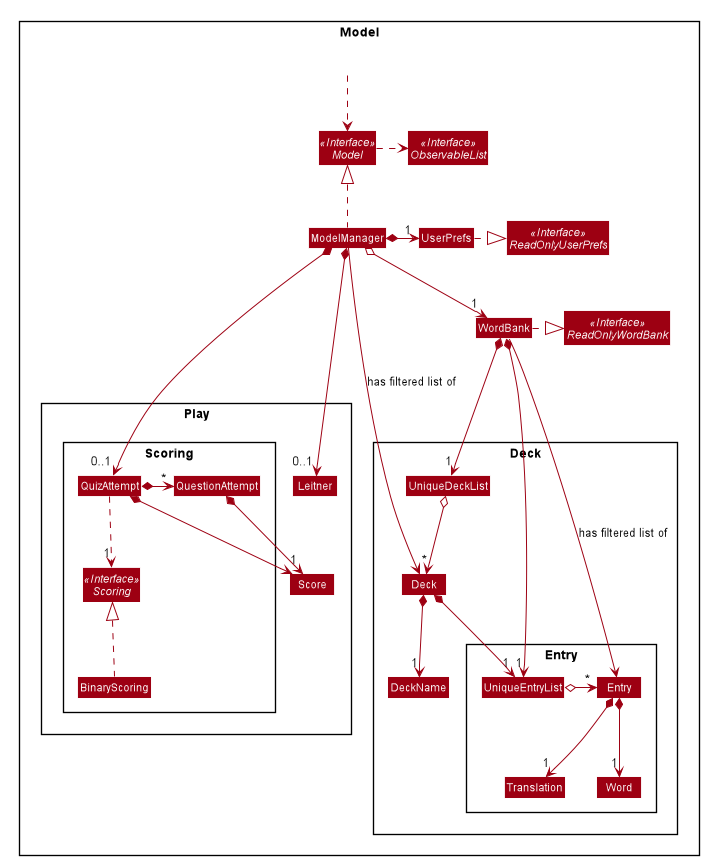 Model
«Interface»
Model
«Interface»
ObservableList
ModelManager
1
UserPrefs
«Interface»
ReadOnlyUserPrefs
1
WordBank
«Interface»
ReadOnlyWordBank
has filtered list of
Play
Scoring
Deck
0..1
0..1
1
QuizAttempt
*
QuestionAttempt
Leitner
UniqueDeckList
has filtered list of
1
1
*
«Interface»
Scoring
Score
Deck
Entry
1
1
1
BinaryScoring
DeckName
UniqueEntryList
*
Entry
1
1
Translation
Word